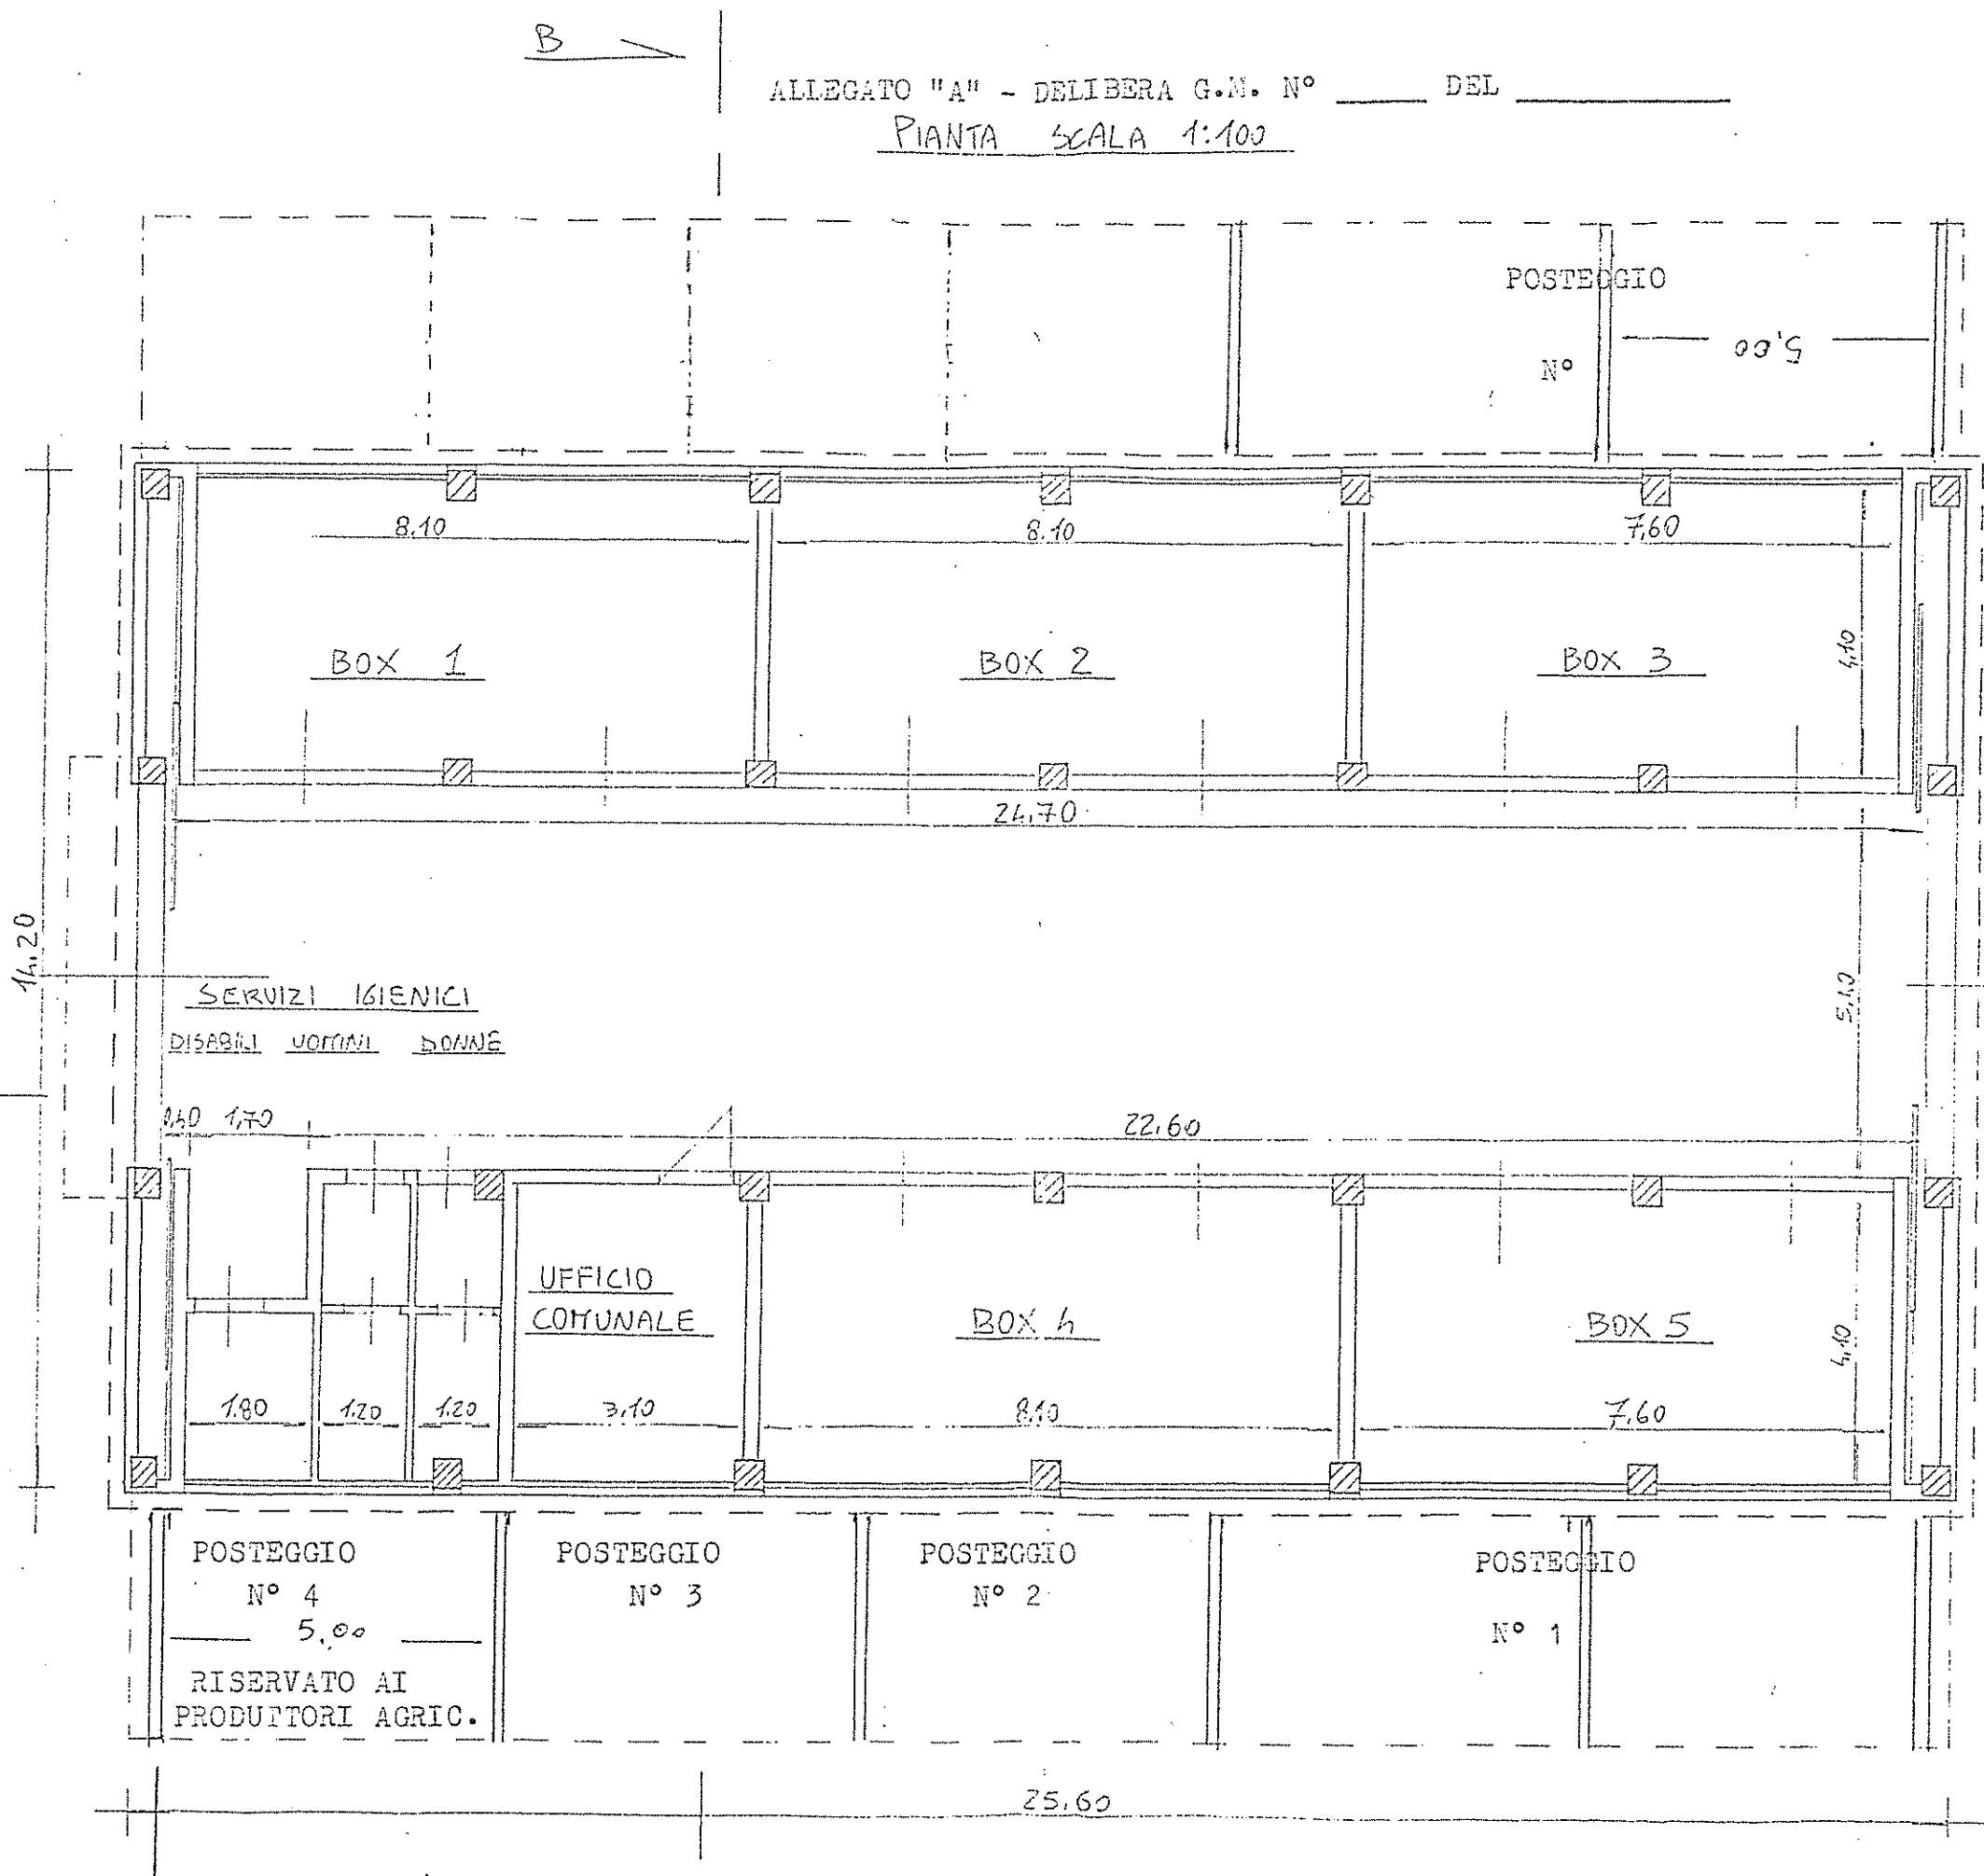 B
ALLEGATO "A" - DELIBERA G.M. N° ______ DEL ______________
PIANTA SCALA 1:100
POSTEGGIO
N°
5,00
8.10
8.10
7,60
BOX 1
BOX 2
BOX 3
4,10
24,70
14,20
SERVIZI IGIENICI
DISABILI UOMINI DONNE
5,40
1,70
22,60
UFFICIO
COMUNALE
BOX 4
BOX 5
4,10
1.80
1.20
1.20
3,10
8,10
7,60
POSTEGGIO
N° 4
5,00
RISERVATO AI
PRODUTTORI AGRIC.
POSTEGGIO
N° 3
POSTEGGIO
N° 2
POSTEGGIO
N° 1
25,60